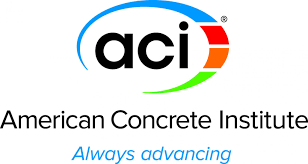 aci®
American Concrete Institute
Always advancing